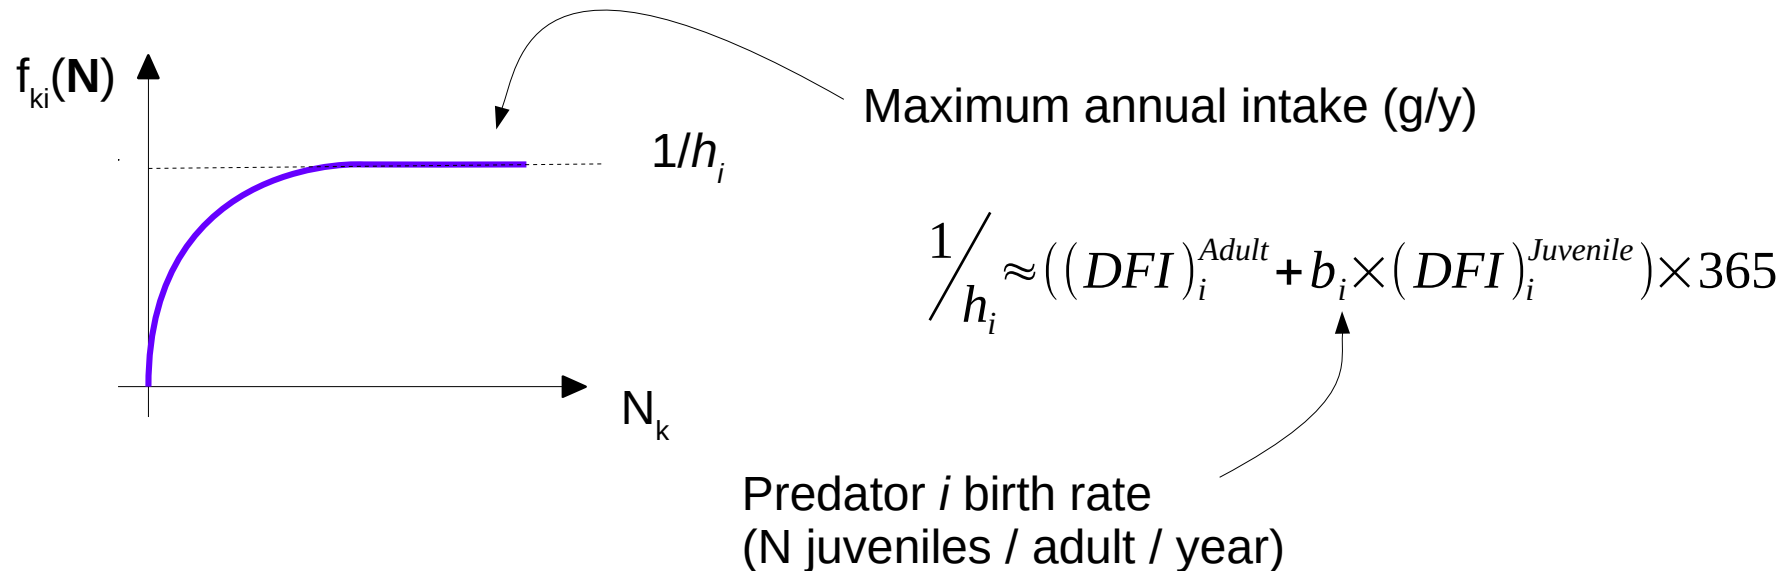 f_ki(N)
Maximum annual intake (g/y)
1/h_i
1/h_i ≈ ((DFI)_i^Adult + b_i × (DFI)_i^Juvenile) × 365
N_k
Predator i birth rate
(N juveniles / adult / year)